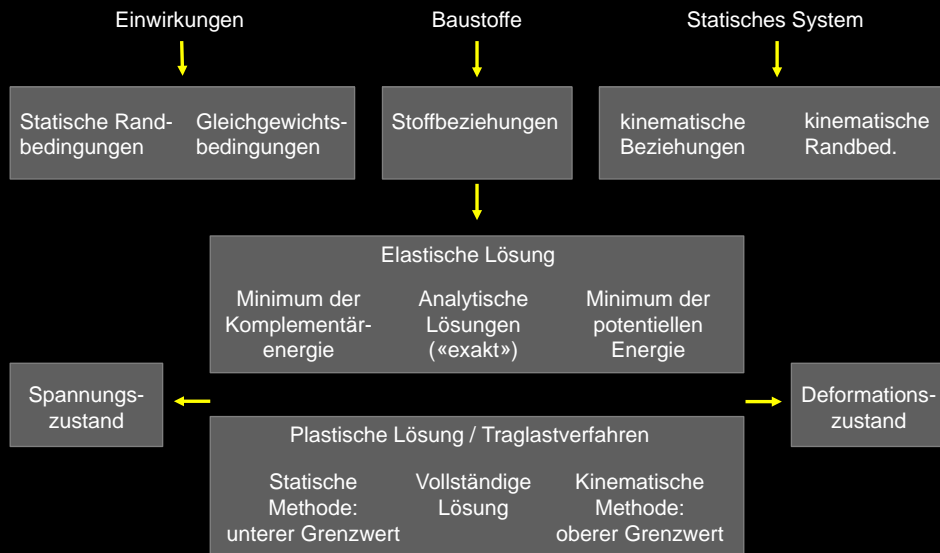 Einwirkungen
Baustoffe
Statisches System
Statische Rand-
bedingungen
Gleichgewichts-
bedingungen
Stoffbeziehungen
kinematische
Beziehungen
kinematische
Randbed.
Elastische Lösung
Minimum der
Komplementär-
energie
Analytische
Lösungen
(«exakt»)
Minimum der
potentiellen
Energie
Spannungs-
zustand
Deformations-
zustand
Plastische Lösung / Traglastverfahren
Statische
Methode:
unterer Grenzwert
Vollständige
Lösung
Kinematische
Methode:
oberer Grenzwert